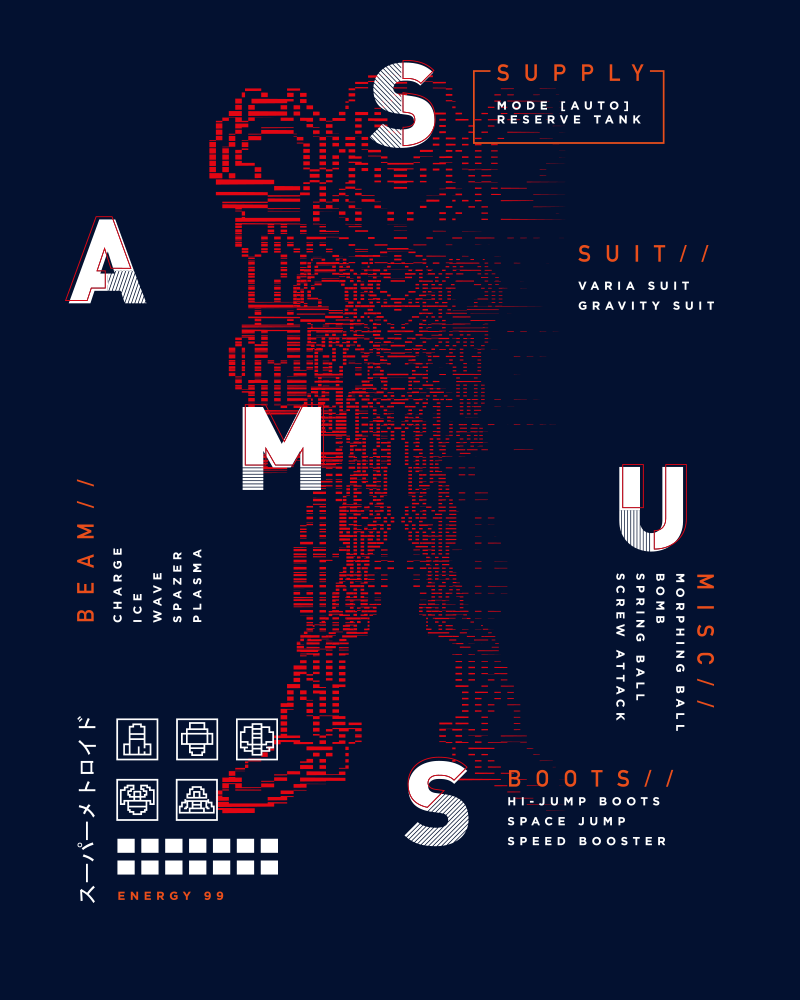 S
SUPPLY
MODE [AUTO]
RESERVE TANK
A
SUIT//
VARIA SUIT
GRAVITY SUIT
M
U
BEAM//
CHARGE
ICE
WAVE
SPAZER
PLASMA
MISC//
MORPHING BALL
BOMB
SPRING BALL
SCREW ATTACK
スーパーメトロイド
S
BOOTS//
HI-JUMP BOOTS
SPACE JUMP
SPEED BOOSTER
ENERGY 99